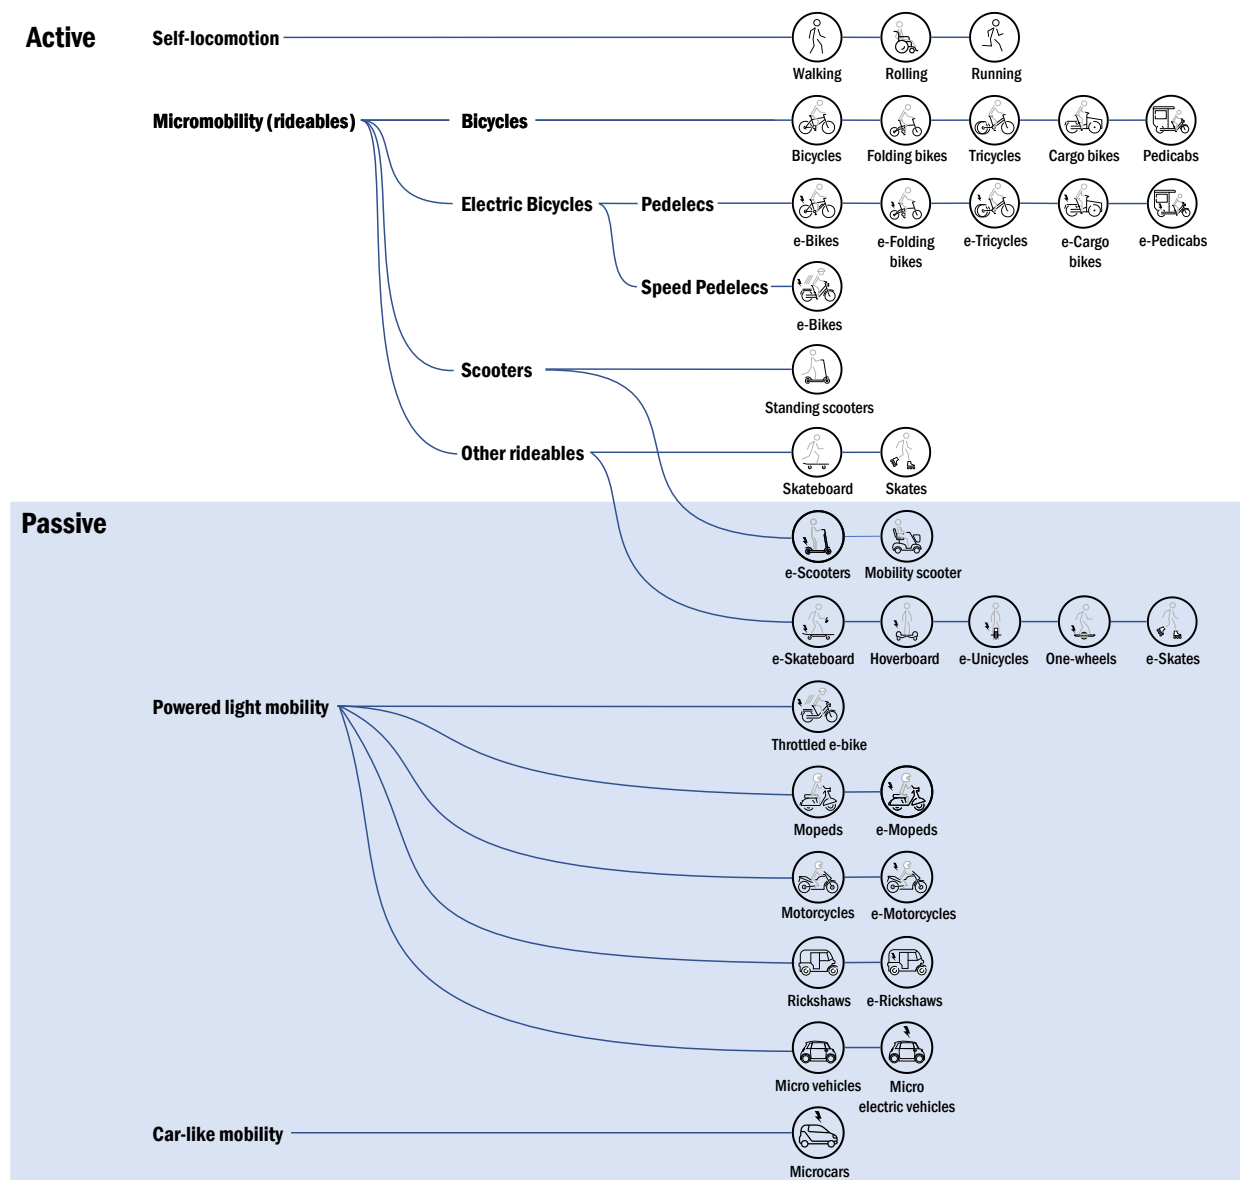 Active
Self-locomotion
Walking
Rolling
Running
Micromobility (rideables)
Bicycles
Bicycles
Folding bikes
Tricycles
Cargo bikes
Pedicabs
Electric Bicycles
Pedelecs
e-Bikes
e-Folding
bikes
e-Tricycles
e-Cargo
bikes
e-Pedicabs
Speed Pedelecs
e-Bikes
Scooters
Standing scooters
Other rideables
Skateboard
Skates
Passive
e-Scooters
Mobility scooter
e-Skateboard
Hoverboard
e-Unicycles
One-wheels
e-Skates
Powered light mobility
Throttled e-bike
Mopeds
e-Mopeds
Motorcycles
e-Motorcycles
Rickshaws
e-Rickshaws
Micro vehicles
Micro
electric vehicles
Car-like mobility
Microcars